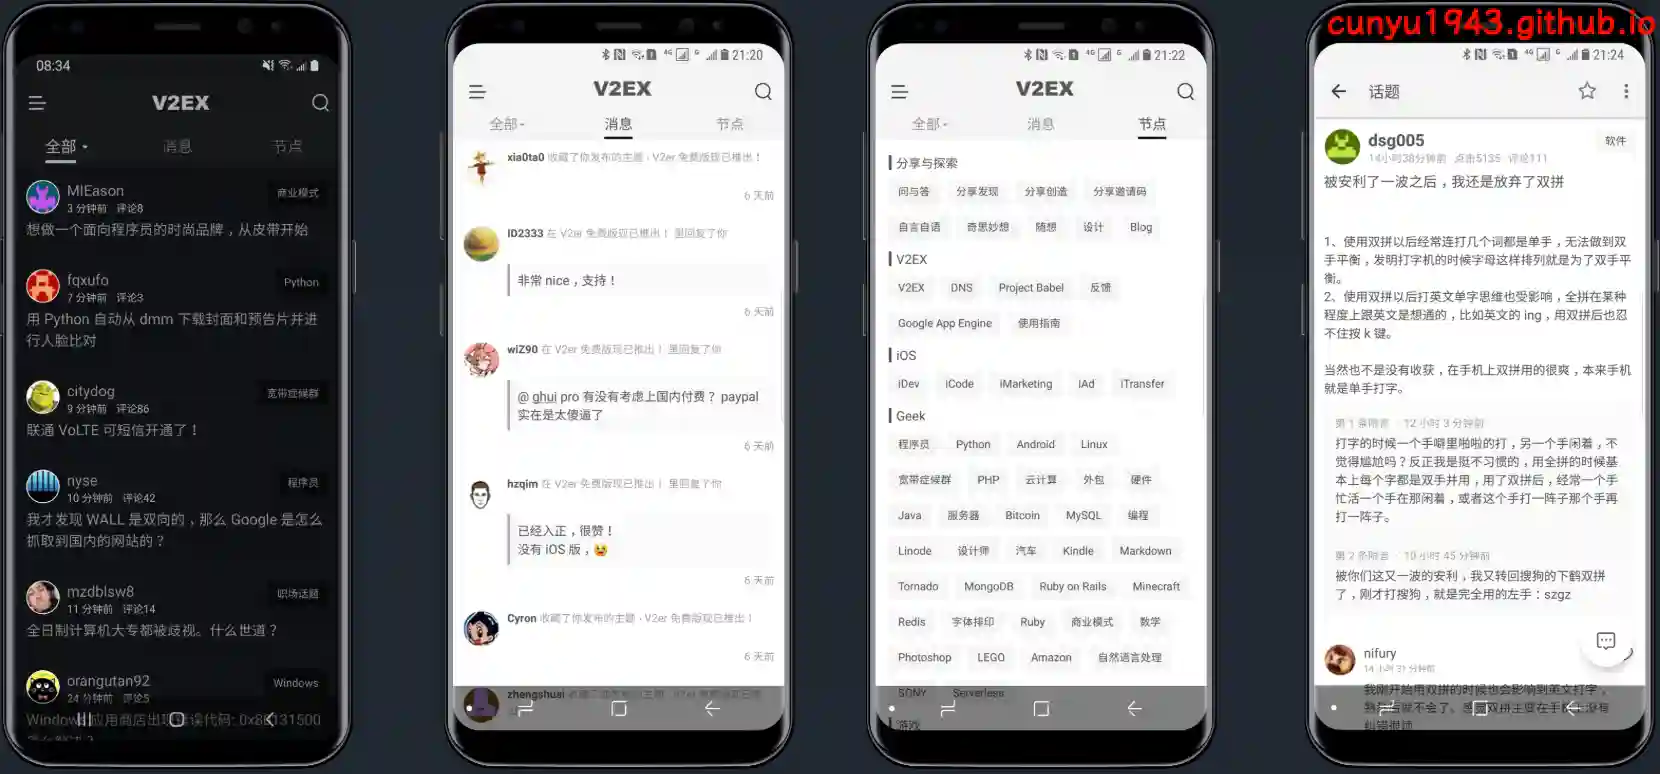 cunyu1943.github.io
08:34
V2EX
全部
消息
节点
MIEason
商业模式
3 分钟前 评论8
想做一个面向程序员的时尚品牌，从皮带开始
fqxufo
Python
7 分钟前 评论3
用 Python 自动从 dmm 下载封面和预告片并进
行人脸比对
citydog
宽带症候群
9 分钟前 评论86
联通 VoLTE 可短信开通了！
nyse
程序员
10 分钟前 评论42
我才发现 WALL 是双向的，那么 Google 是怎么
抓取到国内的网站的？
mzdblsw8
职场话题
11 分钟前 评论14
全日制计算机大专都被歧视。什么世道？
orangutan92
Windows
24 分钟前 评论5
21:20
V2EX
全部
消息
节点
xia0ta0 收藏了你发布的主题 · V2er 免费版现已推出！
6 天前
ID2333 在 V2er 免费版现已推出！ 里回复了你
非常 nice，支持！
6 天前
wiZ90 在 V2er 免费版现已推出！ 里回复了你
@ ghui pro 有没有考虑上国内付费？ paypal
实在是太傻逼了
6 天前
hzqim 在 V2er 免费版现已推出！ 里回复了你
已经入正，很赞！
没有 iOS 版，
6 天前
Cyron 收藏了你发布的主题 · V2er 免费版现已推出！
6 天前
21:22
V2EX
全部
消息
节点
分享与探索
问与答 分享发现 分享创造 分享邀请码
自言自语 奇思妙想 随想 设计 Blog
V2EX
V2EX DNS Project Babel 反馈
Google App Engine 使用指南
iOS
iDev iCode iMarketing iAd iTransfer
Geek
程序员 Python Android Linux
宽带症候群 PHP 云计算 外包 硬件
Java 服务器 Bitcoin MySQL 编程
Linode 设计师 汽车 Kindle Markdown
Tornado MongoDB Ruby on Rails Minecraft
Redis 字体排印 Ruby 商业模式 数学
Photoshop LEGO Amazon 自然语言处理
SONY Serverless
游戏
21:24
话题
dsg005
软件
14小时38分钟前 点击5135 评论111
被安利了一波之后，我还是放弃了双拼
1、使用双拼以后经常连打几个词都是单手，无法做到双
手平衡，发明打字机的时候字母这样排列就是为了双手平
衡。
2、使用双拼以后打英文单字思维也受影响，全拼在某种
程度上跟英文是想通的，比如英文的 ing，用双拼后也忍
不住按 k 键。
当然也不是没有收获，在手机上双拼用的很爽，本来手机
就是单手打字。
第 1 条附言 · 12 小时 3 分钟前
打字的时候一个手噼里啪啦的打，另一个手闲着，不
觉得尴尬吗？反正我是挺不习惯的，用全拼的时候基
本上每个字都是双手并用，用了双拼后，经常一个手
忙活一个手在那闲着，或者这个手打一阵子那个手再
打一阵子。
第 2 条附言 · 10 小时 45 分钟前
被你们这又一波的安利，我又转回搜狗的下鹤双拼
了，刚才打搜狗，就是完全用的左手：szgz
nifury
14 小时 31 分钟前
我刚开始用双拼的时候也会影响到英文打字，